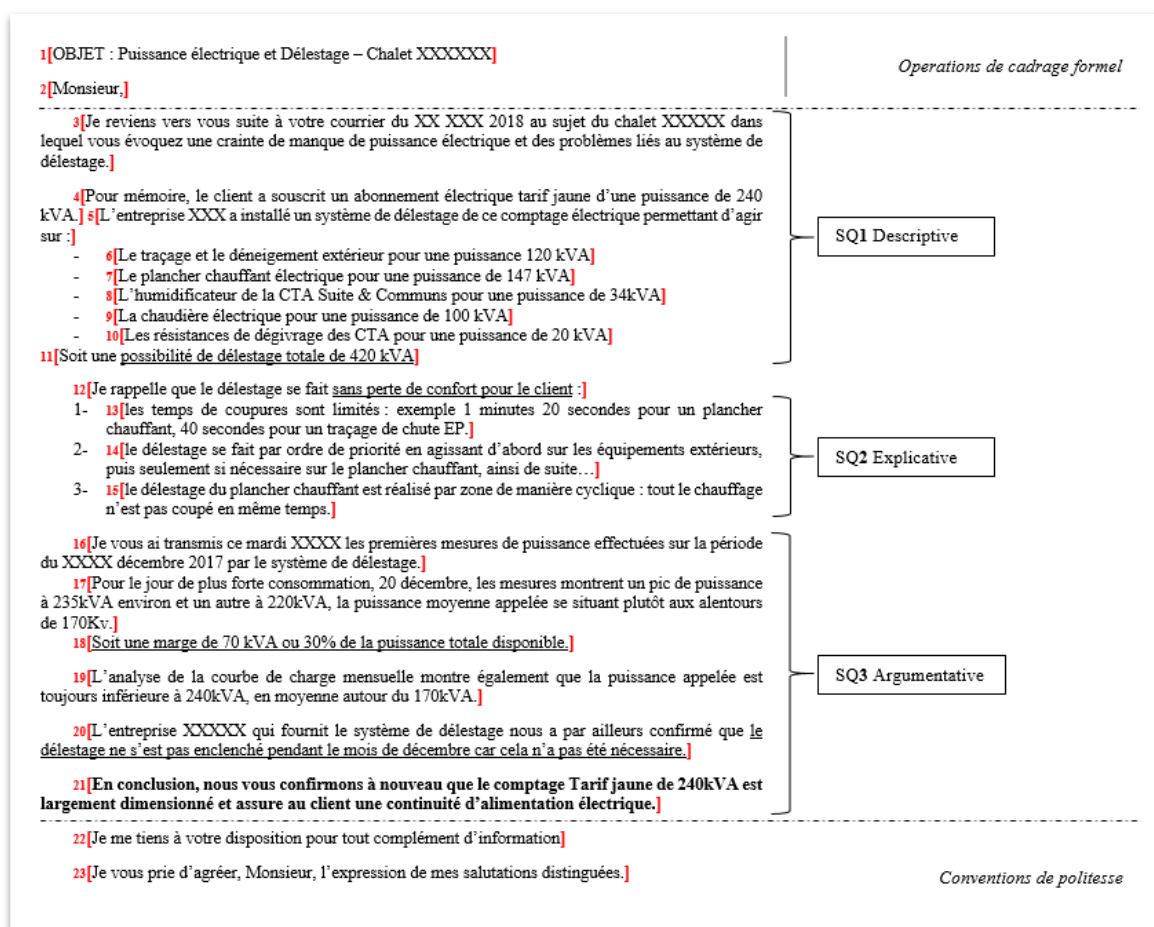 1[OBJET : Puissance électrique et Délestage – Chalet XXXXXX]
Operations de cadrage formel
2[Monsieur,]
3[Je reviens vers vous suite à votre courrier du XX XXX 2018 au sujet du chalet XXXXX dans
lequel vous évoquez une crainte de manque de puissance électrique et des problèmes liés au système de
délestage.]
4[Pour mémoire, le client a souscrit un abonnement électrique tarif jaune d’une puissance de 240
kVA.] 5[L’entreprise XXX a installé un système de délestage de ce comptage électrique permettant d’agir
sur :]
- 6[Le traçage et le déneigement extérieur pour une puissance 120 kVA]
- 7[Le plancher chauffant électrique pour une puissance de 147 kVA]
- 8[L’humidificateur de la CTA Suite & Communs pour une puissance de 34kVA]
- 9[La chaudière électrique pour une puissance de 100 kVA]
- 10[Les résistances de dégivrage des CTA pour une puissance de 20 kVA]
11[Soit une possibilité de délestage totale de 420 kVA]
SQ1 Descriptive
12[Je rappelle que le délestage se fait sans perte de confort pour le client :]
1- 13[les temps de coupures sont limités : exemple 1 minutes 20 secondes pour un plancher
chauffant, 40 secondes pour un traçage de chute EP.]
2- 14[le délestage se fait par ordre de priorité en agissant d’abord sur les équipements extérieurs,
puis seulement si nécessaire sur le plancher chauffant, ainsi de suite…]
3- 15[le délestage du plancher chauffant est réalisé par zone de manière cyclique : tout le chauffage
n’est pas coupé en même temps.]
SQ2 Explicative
16[Je vous ai transmis ce mardi XXXX les premières mesures de puissance effectuées sur la période
du XXXX décembre 2017 par le système de délestage.]
17[Pour le jour de plus forte consommation, 20 décembre, les mesures montrent un pic de puissance
à 235kVA environ et un autre à 220kVA, la puissance moyenne appelée se situant plutôt aux alentours
de 170Kv.]
18[Soit une marge de 70 kVA ou 30% de la puissance totale disponible.]
19[L’analyse de la courbe de charge mensuelle montre également que la puissance appelée est
toujours inférieure à 240kVA, en moyenne autour du 170kVA.]
20[L’entreprise XXXXX qui fournit le système de délestage nous a par ailleurs confirmé que le
délestage ne s’est pas enclenché pendant le mois de décembre car cela n’a pas été nécessaire.]
21[En conclusion, nous vous confirmons à nouveau que le comptage Tarif jaune de 240kVA est
largement dimensionné et assure au client une continuité d’alimentation électrique.]
SQ3 Argumentative
22[Je me tiens à votre disposition pour tout complément d’information]
23[Je vous prie d’agréer, Monsieur, l’expression de mes salutations distinguées.]
Conventions de politesse